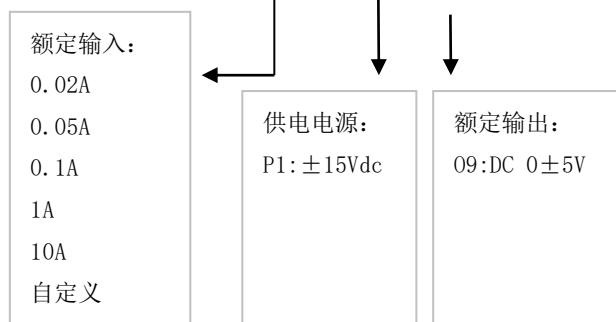 额定输入：
0.02A
0.05A
0.1A
1A
10A
自定义
供电电源：
P1:±15Vdc
额定输出：
O9:DC 0±5V